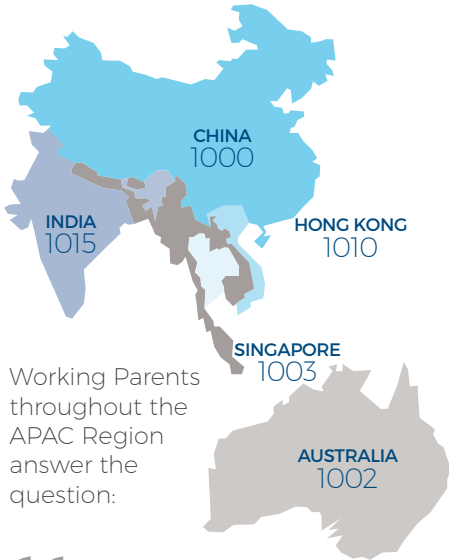 CHINA
1000
INDIA
1015
HONG KONG
1010
SINGAPORE
1003
Working Parents
throughout the
APAC Region
answer the
question:
AUSTRALIA
1002